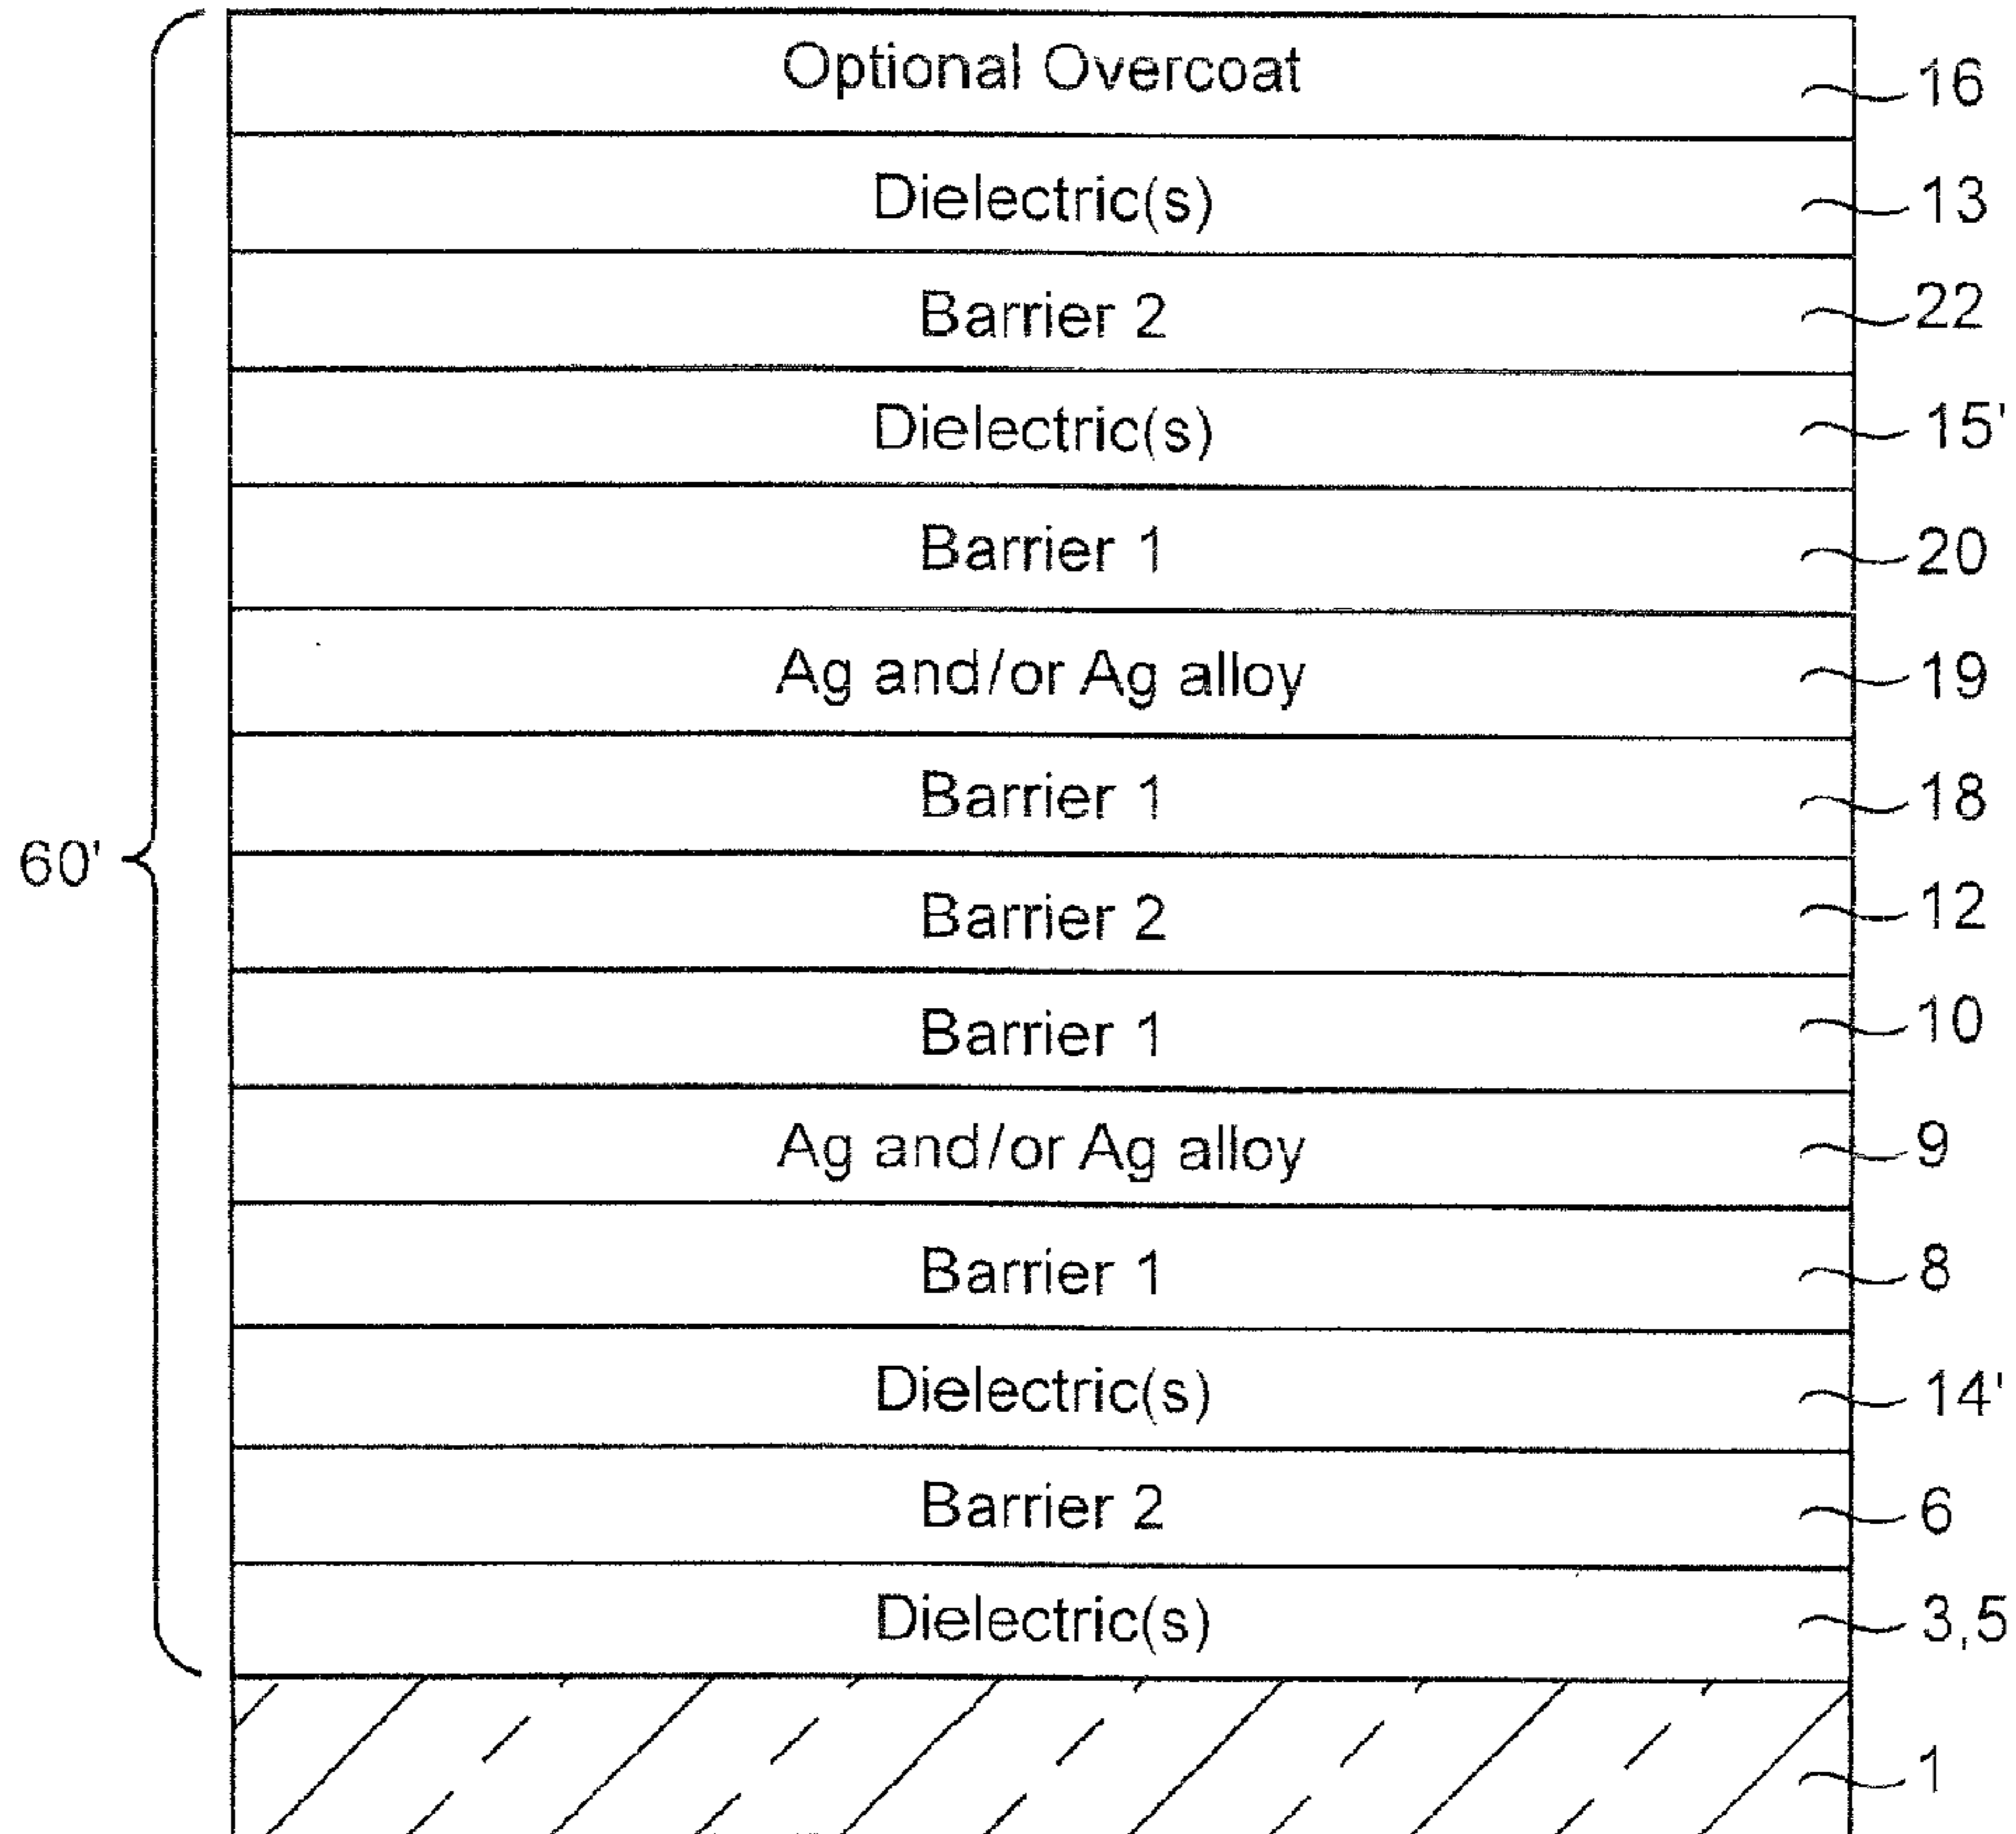 Optional Overcoat 16
Dielectric(s) 13
Barrier 2 22
Dielectric(s) 15'
Barrier 1 20
Ag and/or Ag alloy 19
Barrier 1 18
60'
Barrier 2 12
Barrier 1 10
Ag and/or Ag alloy 9
Barrier 1 8
Dielectric(s) 14'
Barrier 2 6
Dielectric(s) 3,5
1